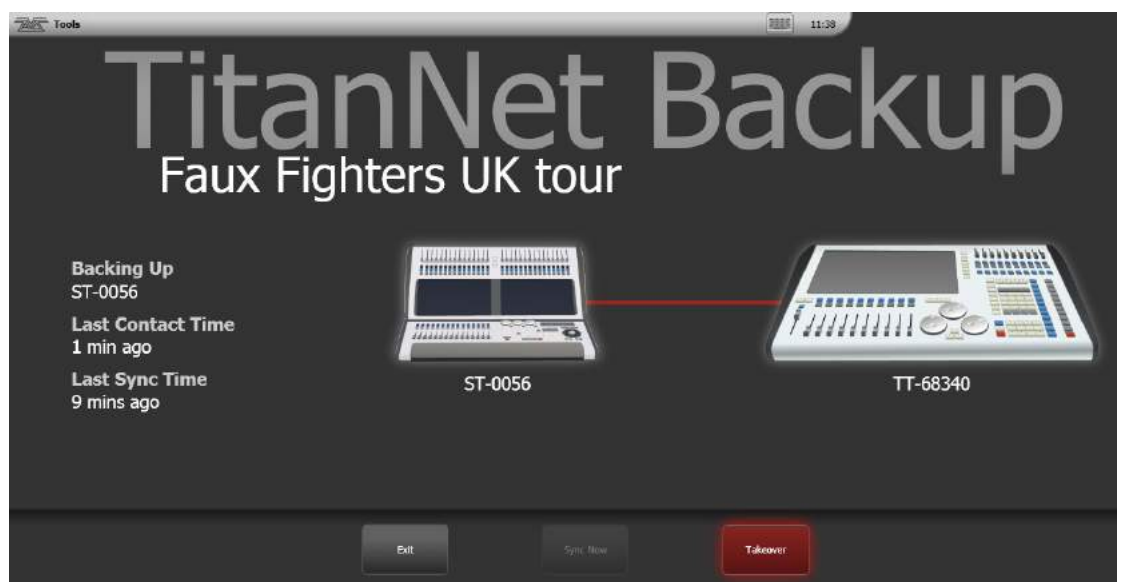 Tools
11:38
TitanNet Backup
Faux Fighters UK tour
Backing Up
ST-0056
Last Contact Time
1 min ago
Last Sync Time
9 mins ago
ST-0056
TT-68340
Exit
Sync Now
Takeover